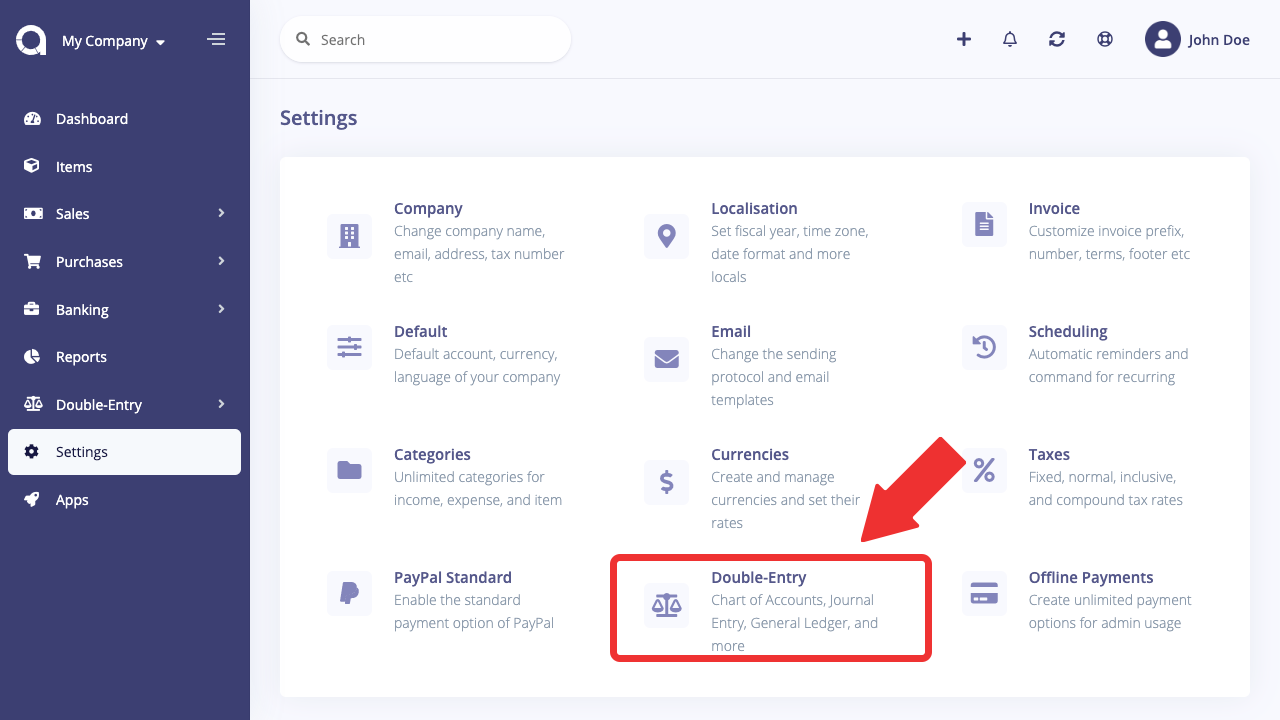 My Company
Search
John Doe
Dashboard
Items
Sales
Purchases
Banking
Reports
Double-Entry
Settings
Apps
Settings
Company
Change company name,
email, address, tax number
etc
Localisation
Set fiscal year, time zone,
date format and more
locals
Invoice
Customize invoice prefix,
number, terms, footer etc
Default
Default account, currency,
language of your company
Email
Change the sending
protocol and email
templates
Scheduling
Automatic reminders and
command for recurring
Categories
Unlimited categories for
income, expense, and item
Currencies
Create and manage
currencies and set their
rates
Taxes
Fixed, normal, inclusive,
and compound tax rates
PayPal Standard
Enable the standard
payment option of PayPal
Double-Entry
Chart of Accounts, Journal
Entry, General Ledger, and
more
Offline Payments
Create unlimited payment
options for admin usage